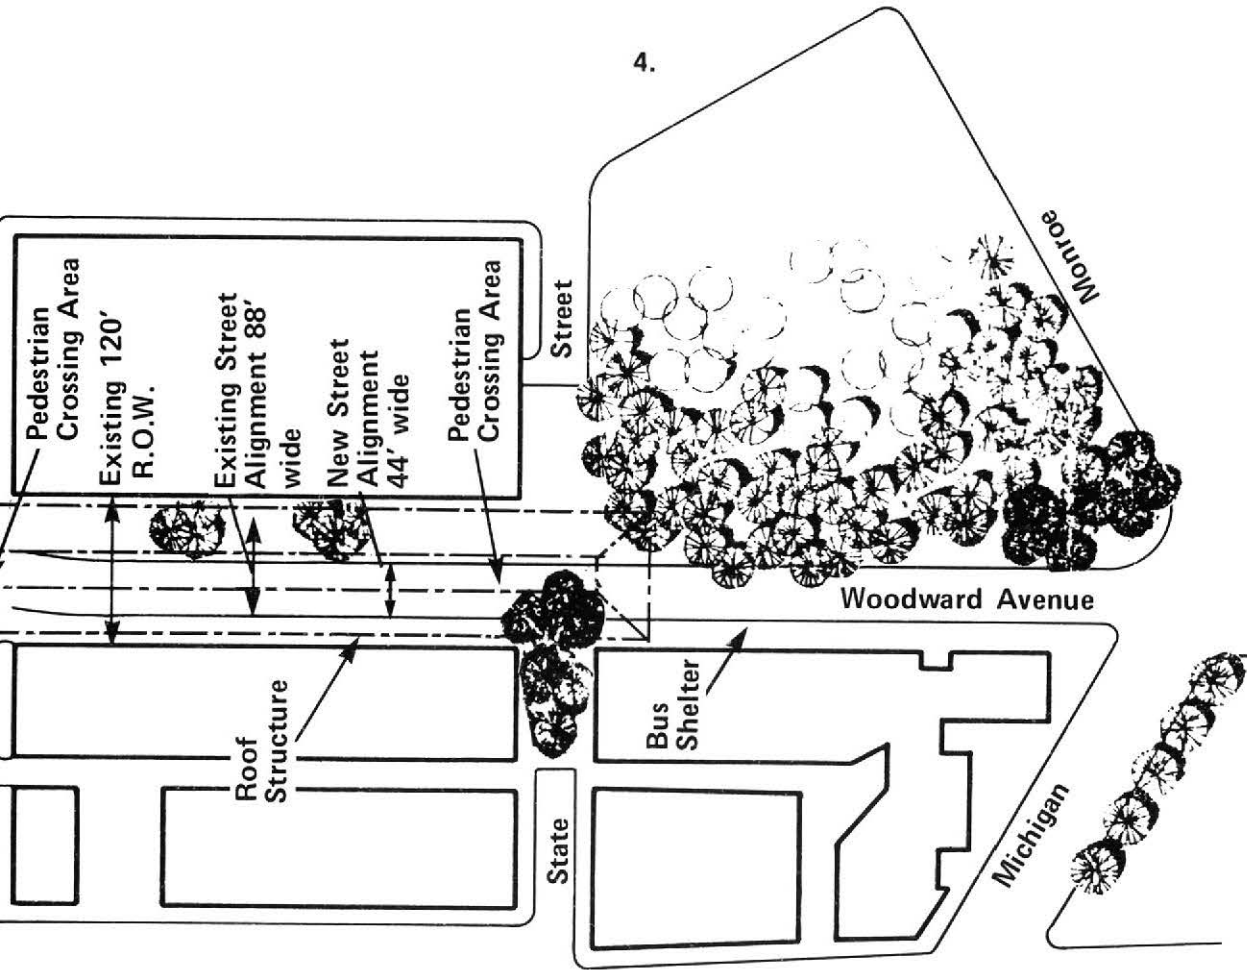 4.
Pedestrian
Crossing Area
Existing 120'
R.O.W.
Existing Street
Alignment 88'
wide
New Street
Alignment
44' wide
Pedestrian
Crossing Area
Street
Monroe
Woodward Avenue
Roof
Structure
Bus
Shelter
State
Michigan